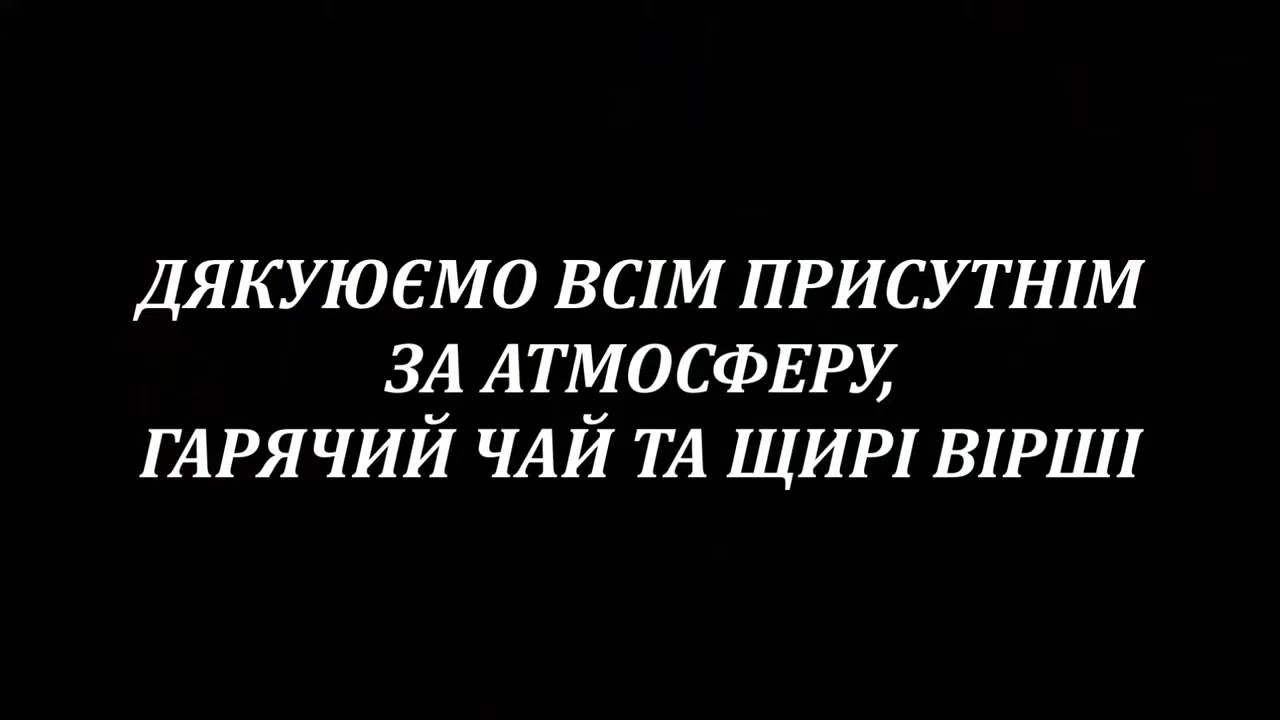 ДЯКУЮЄМО ВСІМ ПРИСУТНІМ
ЗА АТМОСФЕРУ,
ГАРЯЧИЙ ЧАЙ ТА ЩИРІ ВІРШІ